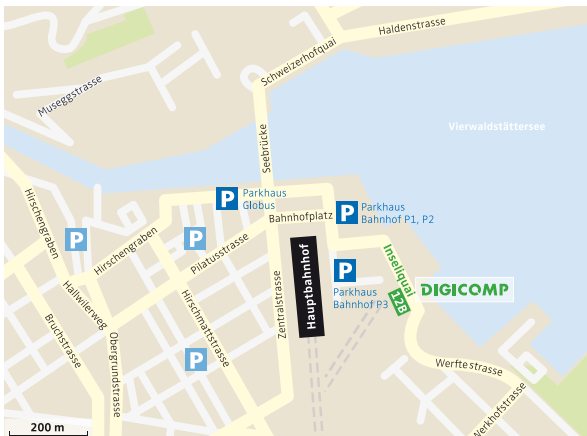 Haldenstrasse
Schweizerhofquai
Museggstrasse
Vierwaldstättersee
Seebrücke
P
Parkhaus
Globus
Hirschengraben
P
Parkhaus
Bahnhof P1, P2
Bahnhofplatz
P
P
Hirschengraben
Pilatusstrasse
Hauptbahnhof
Inseliquai
P
Parkhaus
Bahnhof P3
12B
DIGICOMP
Hallwilerweg
Hirschmattstrasse
Zentralstrasse
Bruchstrasse
Obergrundstrasse
P
Werftestrasse
Werkhofstrasse
200 m